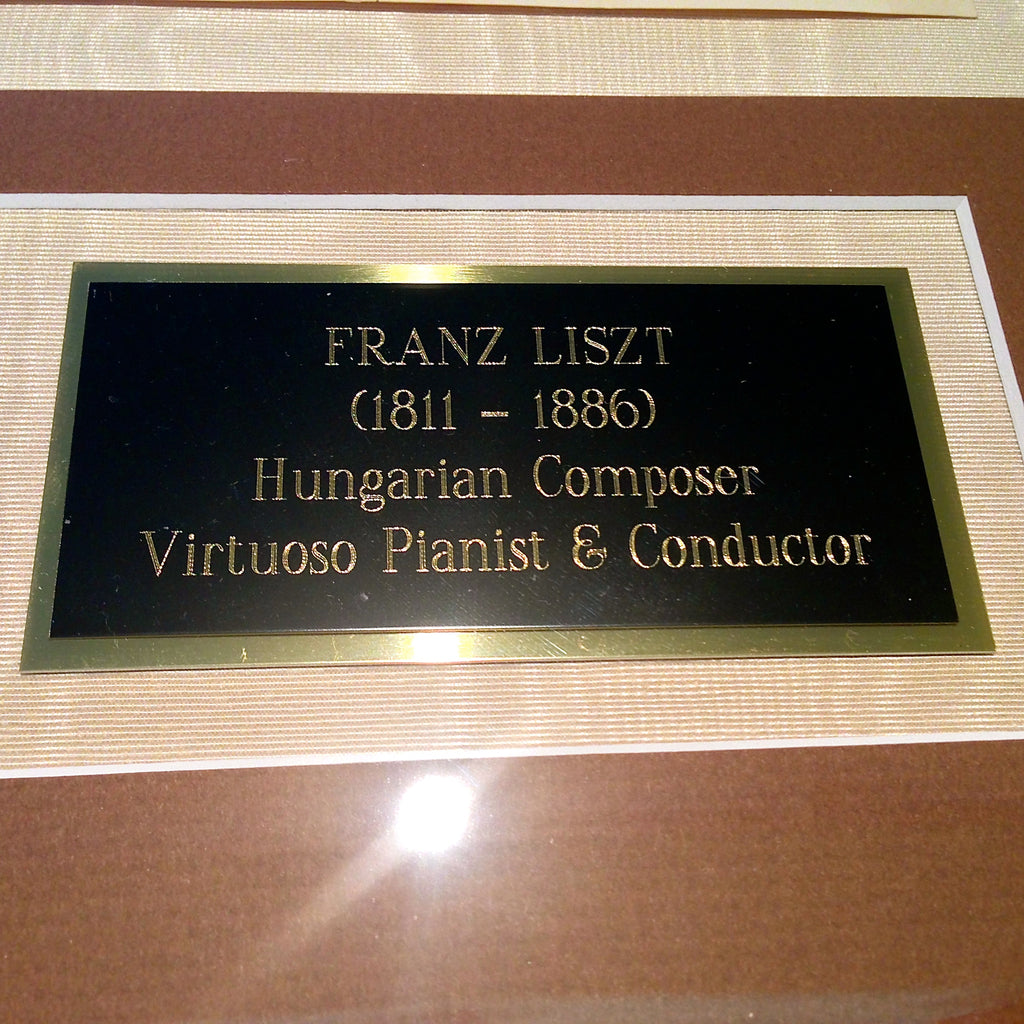 FRANZ LISZT
(1811 – 1886)
Hungarian Composer
Virtuoso Pianist & Conductor